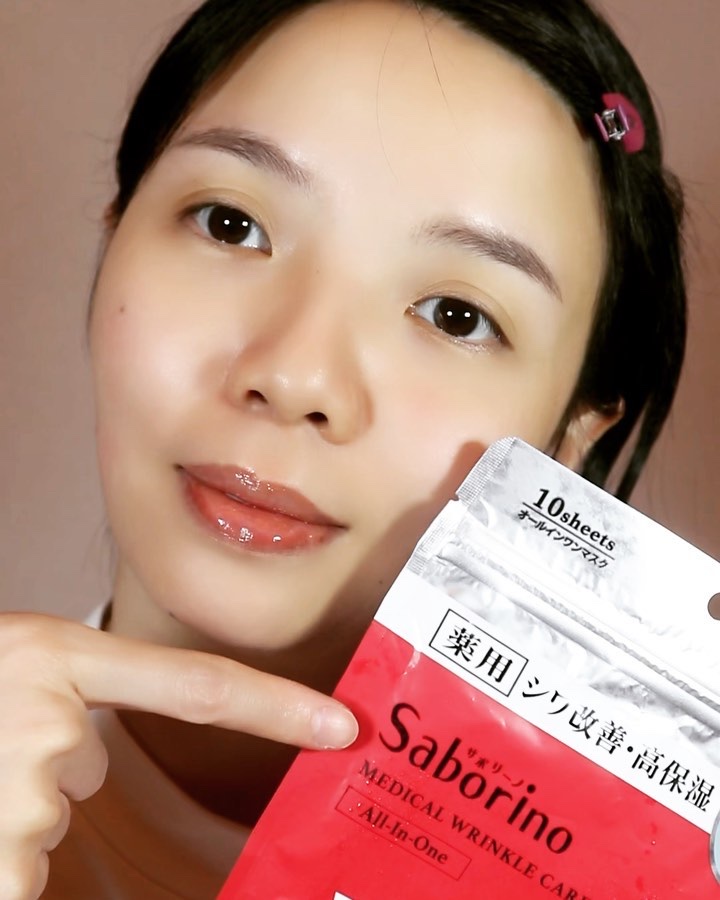 10sheets
オールインワンマスク
薬用 シワ改善・高保湿
サボリーノ
Saborino
MEDICAL WRINKLE CARE
All-In-One